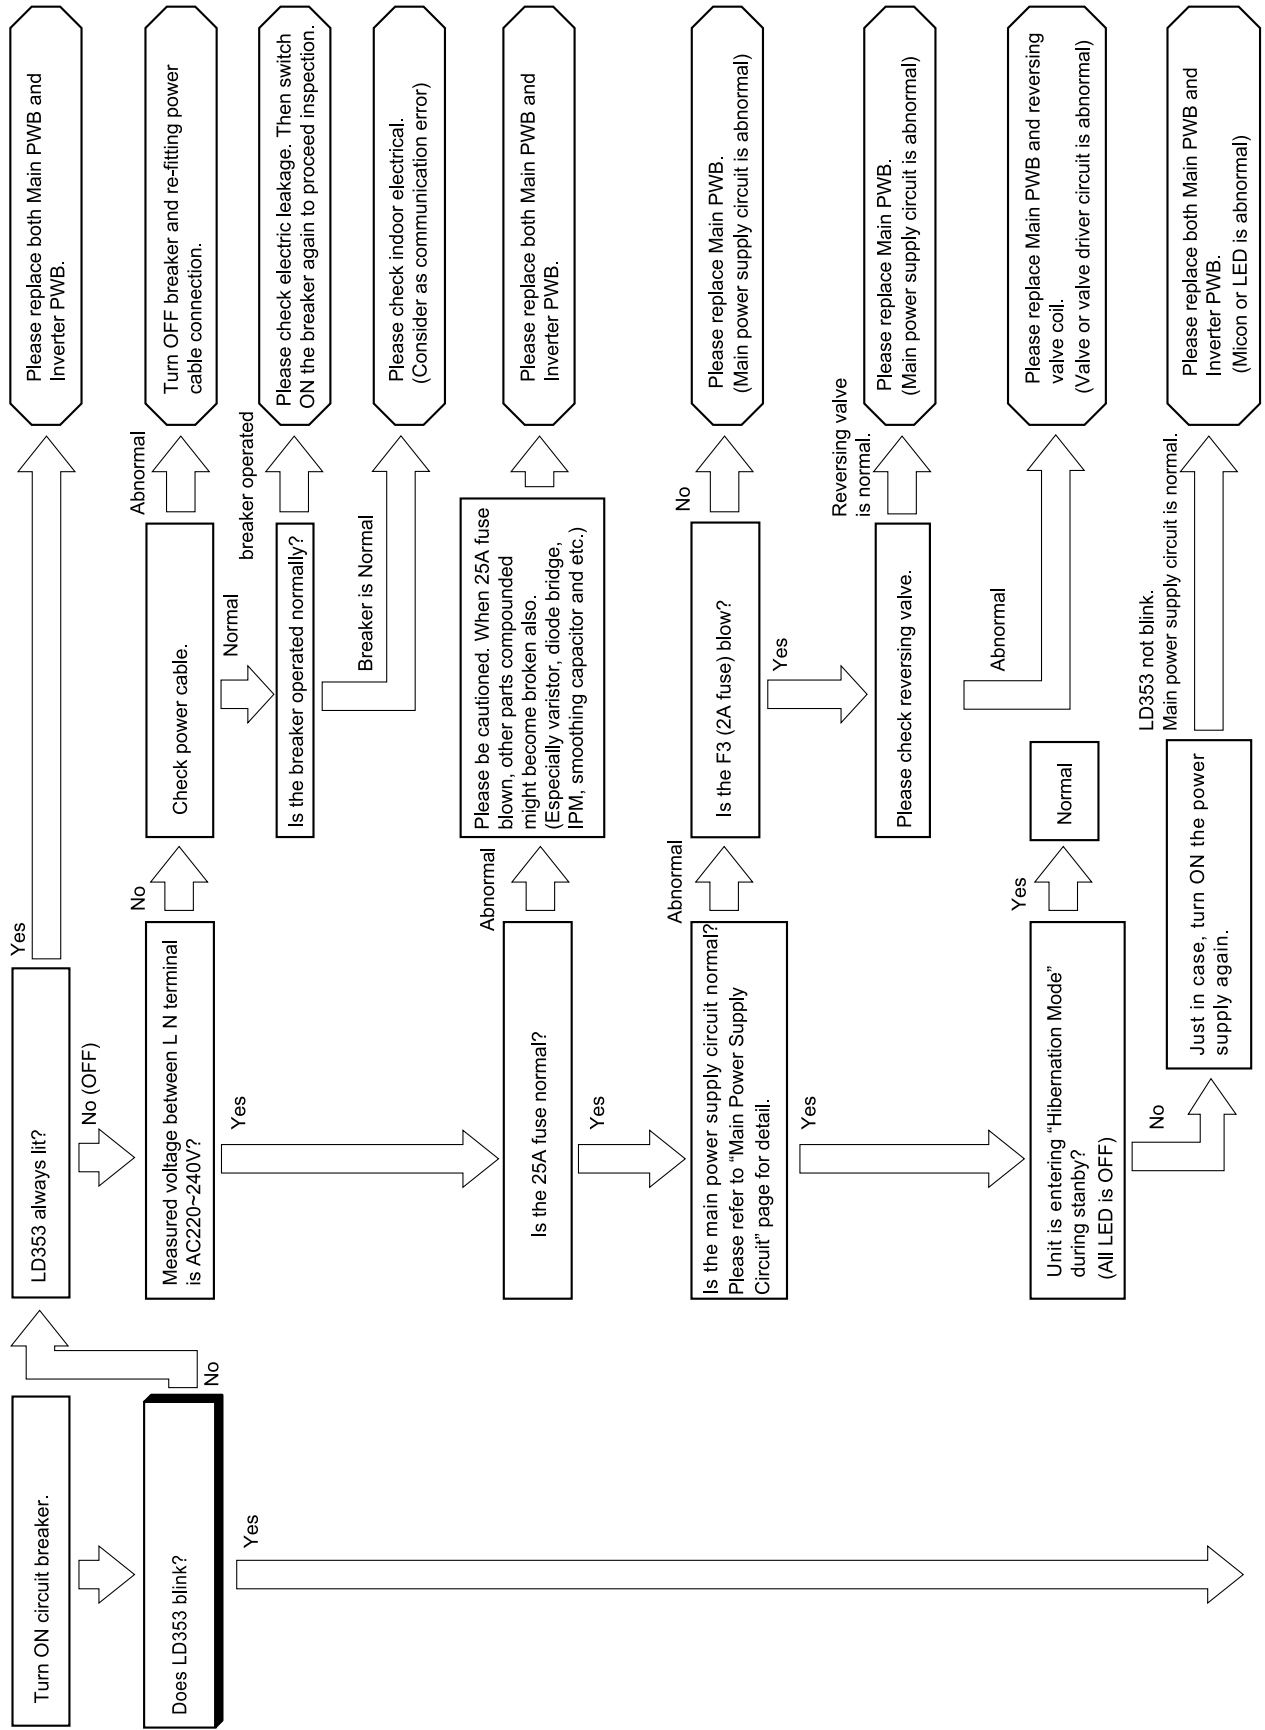 Turn ON circuit breaker.
Does LD353 blink?
Yes
No
LD353 always lit?
Yes
Please replace both Main PWB and
Inverter PWB.
No (OFF)
Measured voltage between L N terminal
is AC220~240V?
No
Check power cable.
Abnormal
Turn OFF breaker and re-fitting power
cable connection.
Normal
Is the breaker operated normally?
breaker operated
Please check electric leakage. Then switch
ON the breaker again to proceed inspection.
Breaker is Normal
Please check indoor electrical.
(Consider as communication error)
Yes
Is the 25A fuse normal?
Abnormal
Please be cautioned. When 25A fuse
blown, other parts compounded
might become broken also.
(Especially varistor, diode bridge,
IPM, smoothing capacitor and etc.)
Please replace both Main PWB and
Inverter PWB.
Yes
Is the main power supply circuit normal?
Please refer to “Main Power Supply
Circuit” page for detail.
Abnormal
Is the F3 (2A fuse) blow?
No
Please replace Main PWB.
(Main power supply circuit is abnormal)
Yes
Please check reversing valve.
Reversing valve
is normal.
Please replace Main PWB.
(Main power supply circuit is abnormal)
Abnormal
Please replace Main PWB and reversing
valve coil.
(Valve or valve driver circuit is abnormal)
Yes
Unit is entering “Hibernation Mode”
during stanby?
(All LED is OFF)
Yes
Normal
No
Just in case, turn ON the power
supply again.
LD353 not blink.
Main power supply circuit is normal.
Please replace both Main PWB and
Inverter PWB.
(Micon or LED is abnormal)